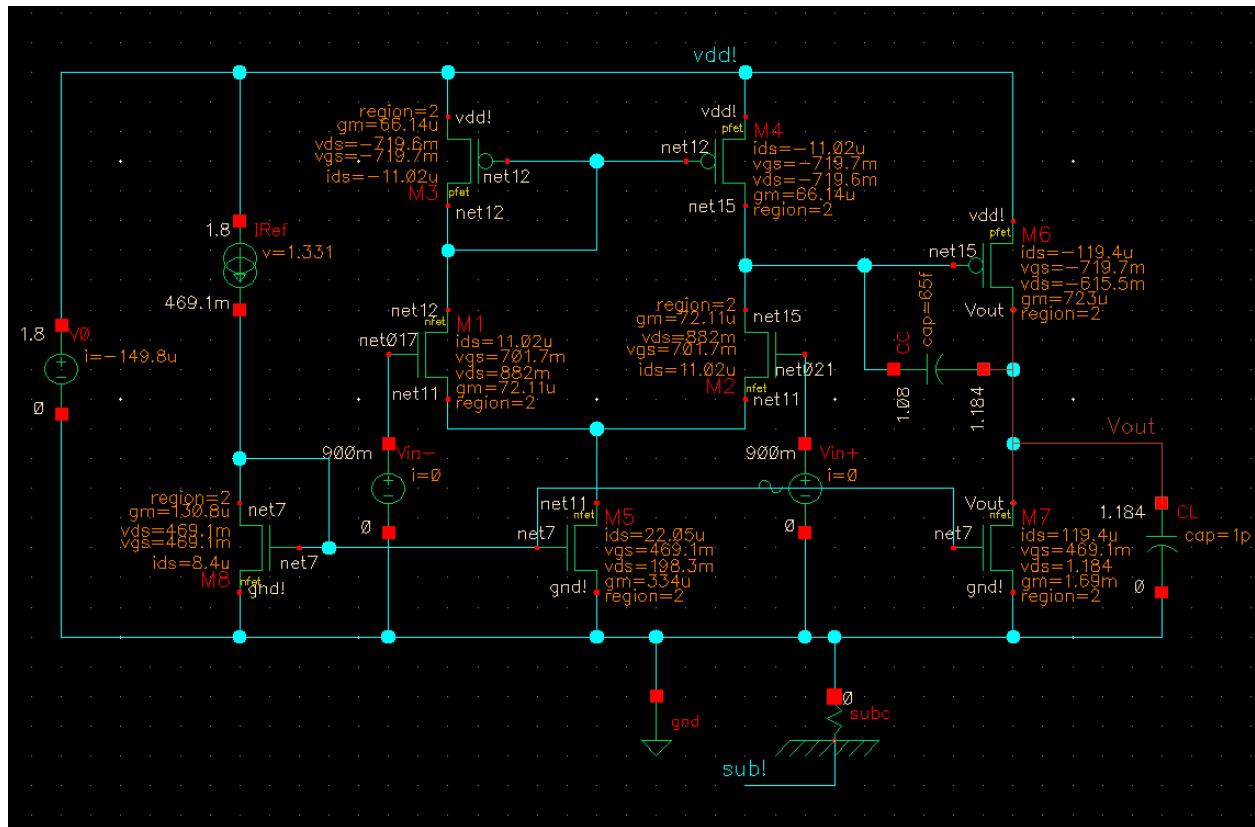 vdd!
region=2
gm=66.14u
vds=-719.6m
vgs=-719.7m
ids=-11.02u
M3
vdd!
pfet
net12
net12
vdd!
pfet
M4
net12
ids=-11.02u
vgs=-719.7m
vds=-719.6m
gm=66.14u
region=2
net15
1.8
IRef
v=1.331
469.1m
vdd!
pfet
M6
net15
ids=-119.4u
vgs=-719.7m
vds=-615.5m
gm=723u
region=2
Vout
net12
nfet
M1
net017
ids=11.02u
vgs=701.7m
vds=882m
gm=72.11u
region=2
net11
region=2
gm=72.11u
vds=882m
vgs=701.7m
ids=11.02u
M2
net15
net021
nfet
net11
CC
cap=65f
1.08
1.184
1.8
V0
i=-149.8u
0
900m
Vin-
i=0
0
900m
Vin+
i=0
0
Vout
region=2
gm=130.8u
vds=469.1m
vgs=469.1m
ids=8.4u
M8
net7
net7
nfet
gnd!
net11
nfet
M5
net7
ids=22.05u
vgs=469.1m
vds=198.3m
gm=334u
region=2
gnd!
Vout
nfet
M7
net7
ids=119.4u
vgs=469.1m
vds=1.184
gm=1.69m
region=2
gnd!
1.184
CL
cap=1p
0
gnd
0
subc
sub!